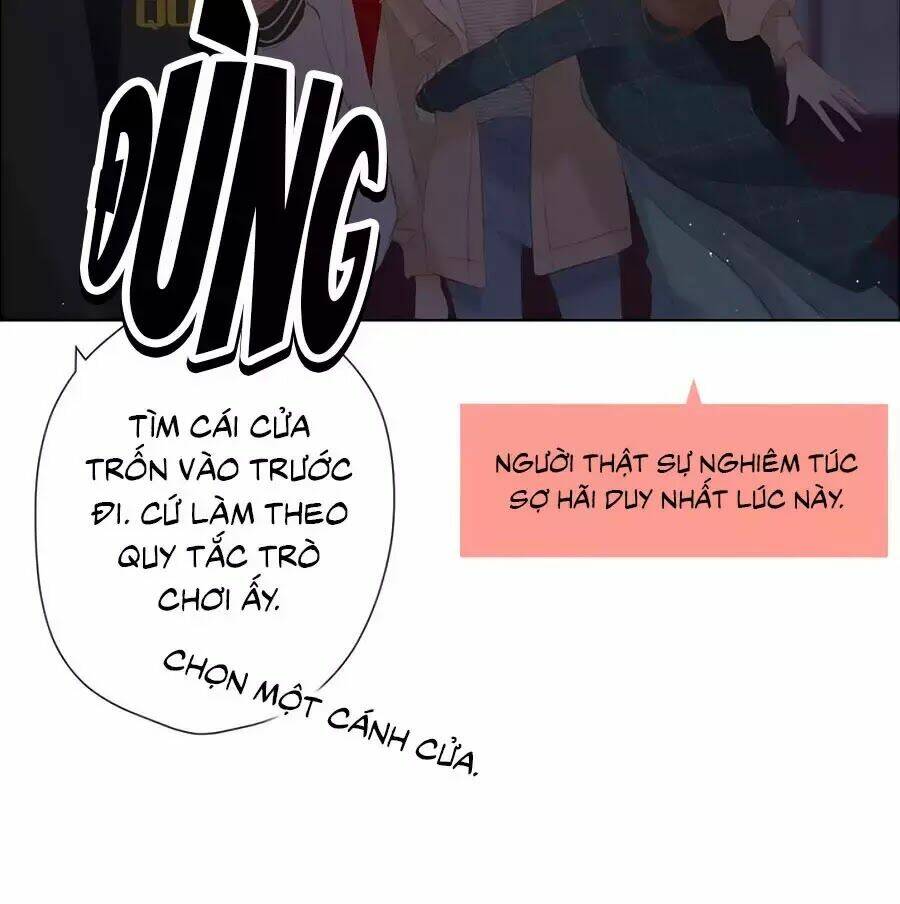 ĐÙNG
TÌM CÁI CỬA
TRỐN VÀO TRƯỚC
ĐI. CỨ LÀM THEO
QUY TẮC TRÒ
CHƠI ẤY.
NGƯỜI THẬT SỰ NGHIÊM TÚC
SỢ HÃI DUY NHẤT LÚC NÀY.
CHỌN MỘT CÁNH CỬA.